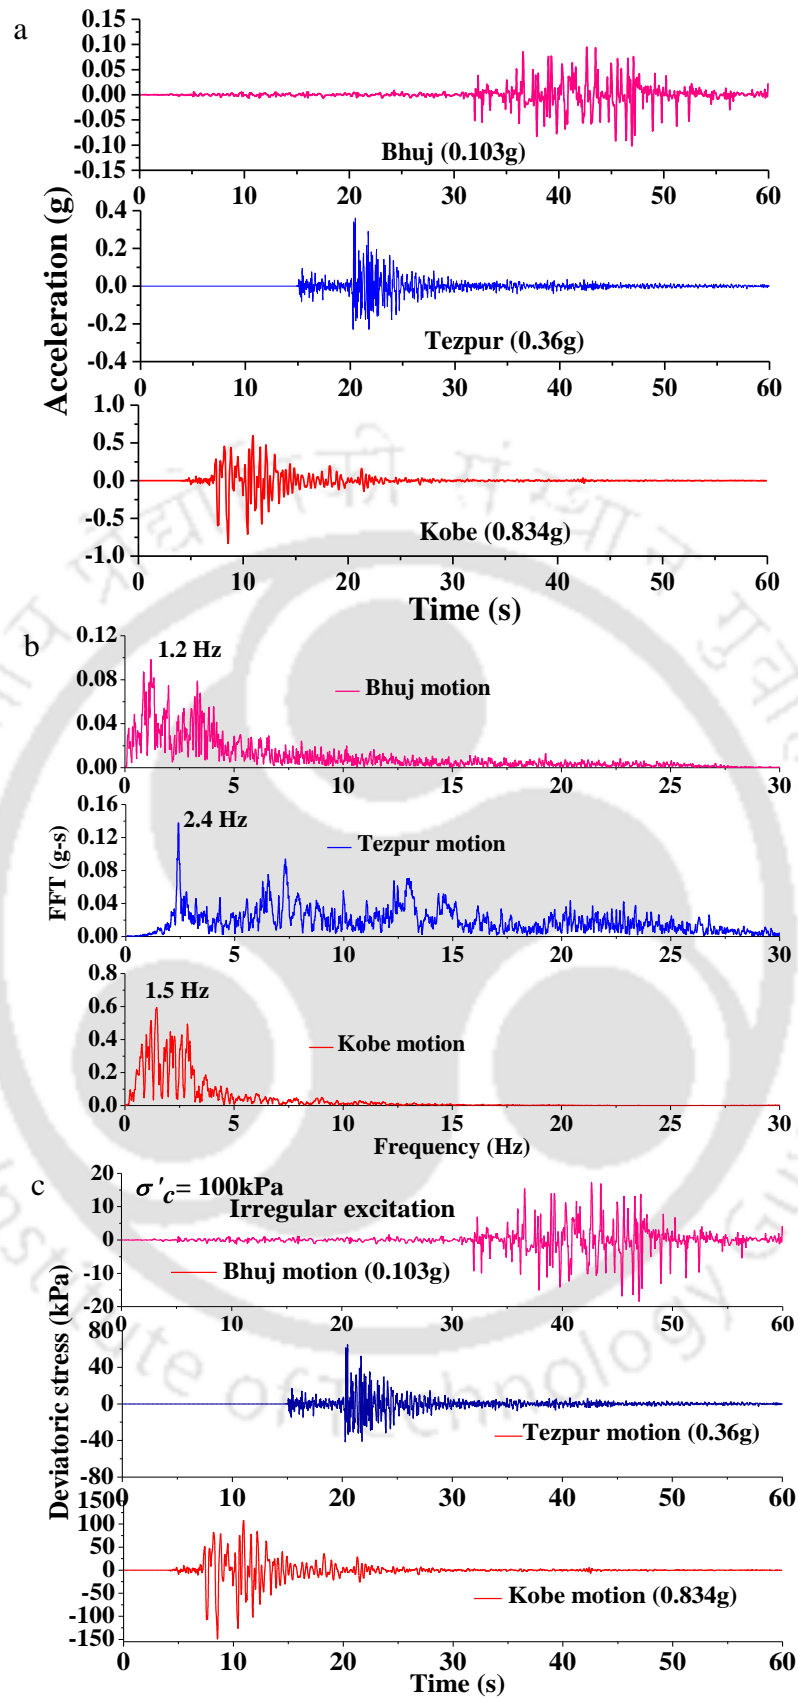 a
0.15
0.10
0.05
0.00
-0.05
-0.10
-0.15
Bhuj (0.103g)
0 10 20 30 40 50 60
Acceleration (g)
0.4
0.2
0.0
-0.2
-0.4
Tezpur (0.36g)
0 10 20 30 40 50 60
1.0
0.5
0.0
-0.5
-1.0
Kobe (0.834g)
0 10 20 30 40 50 60
Time (s)
b
0.12
0.08
0.04
0.00
1.2 Hz
Bhuj motion
0 5 10 15 20 25 30
FFT (g-s)
0.16
0.12
0.08
0.04
0.00
2.4 Hz
Tezpur motion
0 5 10 15 20 25 30
0.8
0.6
0.4
0.2
0.0
1.5 Hz
Kobe motion
0 5 10 15 20 25 30
Frequency (Hz)
c
20
10
0
-10
-20
σ'c= 100kPa
Irregular excitation
Bhuj motion (0.103g)
0 10 20 30 40 50 60
Deviatoric stress (kPa)
80
40
0
-40
-80
Tezpur motion (0.36g)
0 10 20 30 40 50 60
150
100
50
0
-50
-100
-150
Kobe motion (0.834g)
0 10 20 30 40 50 60
Time (s)
Institute of Technology